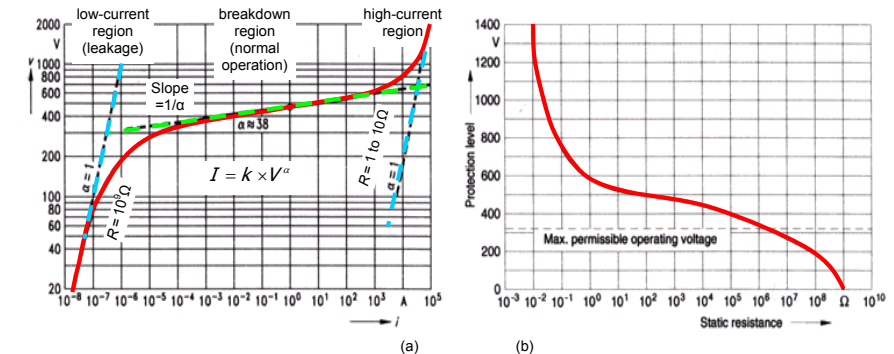 low-current
region
(leakage)
breakdown
region
(normal
operation)
high-current
region
2000
V
v
1000
800
600
400
200
100
80
60
40
20
Slope
=1/α
α≈38
I = k ×V^α
α = 1
R = 10^9 Ω
R = 1 to 10 Ω
α = 1
10^-8 10^-7 10^-6 10^-5 10^-4 10^-3 10^-2 10^-1 10^0 10^1 10^2 10^3 A 10^5
i
(a)
1400
V
1200
1000
800
600
400
200
0
Protection level
Max. permissible operating voltage
10^-3 10^-2 10^-1 10^0 10^1 10^2 10^3 10^4 10^5 10^6 10^7 10^8 Ω 10^10
Static resistance
(b)